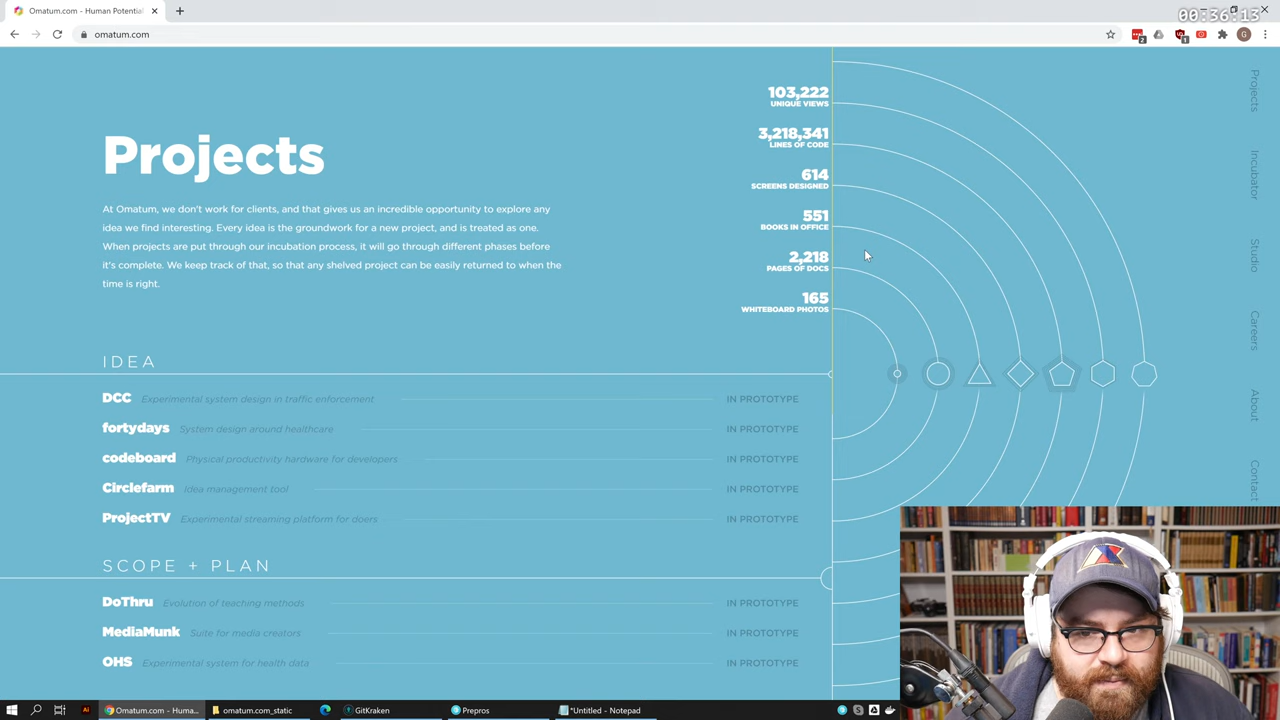 Omatum.com - Human Potenti
00:36:13
omatum.com
2
1
G
Projects
At Omatum, we don't work for clients, and that gives us an incredible opportunity to explore any
idea we find interesting. Every idea is the groundwork for a new project, and is treated as one.
When projects are put through our incubation process, it will go through different phases before
it's complete. We keep track of that, so that any shelved project can be easily returned to when the
time is right.
103,222
UNIQUE VIEWS
3,218,341
LINES OF CODE
614
SCREENS DESIGNED
551
BOOKS IN OFFICE
2,218
PAGES OF DOCS
165
WHITEBOARD PHOTOS
Projects
Incubator
Studio
Careers
About
Contact
IDEA
DCC Experimental system design in traffic enforcement IN PROTOTYPE
fortydays System design around healthcare IN PROTOTYPE
codeboard Physical productivity hardware for developers IN PROTOTYPE
Circlefarm Idea management tool IN PROTOTYPE
ProjectTV Experimental streaming platform for doers IN PROTOTYPE
SCOPE + PLAN
DoThru Evolution of teaching methods IN PROTOTYPE
MediaMunk Suite for media creators IN PROTOTYPE
OHS Experimental system for health data IN PROTOTYPE
Ai
Omatum.com - Huma...
omatum.com_static
GitKraken
Prepros
*Untitled - Notepad